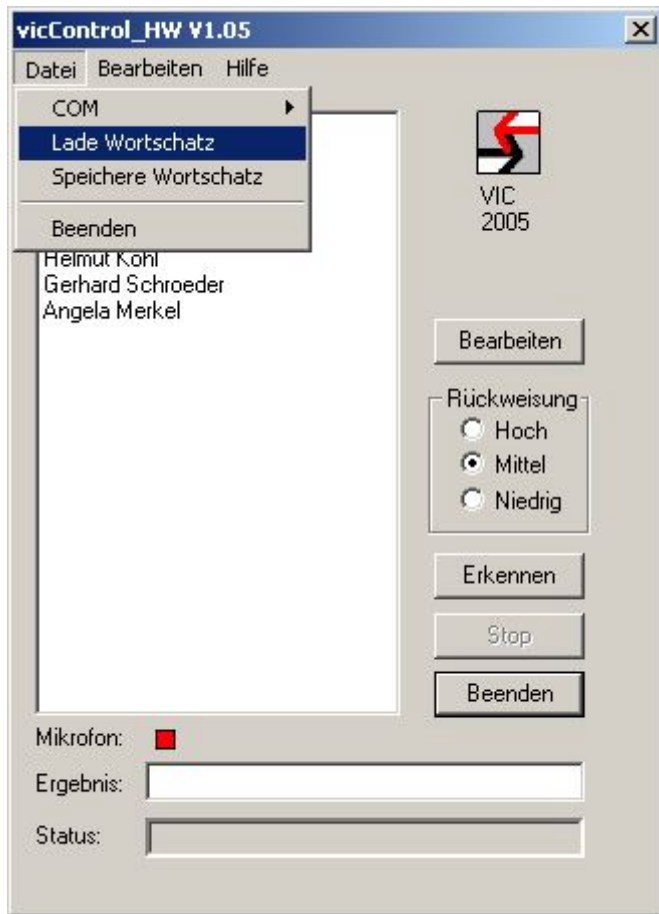 vicControl_HW V1.05
Datei Bearbeiten Hilfe
COM
Lade Wortschatz
Speichere Wortschatz
Beenden
Helmut Kohl
Gerhard Schroeder
Angela Merkel
VIC
2005
Bearbeiten
Rückweisung
Hoch
Mittel
Niedrig
Erkennen
Stop
Beenden
Mikrofon:
Ergebnis:
Status: